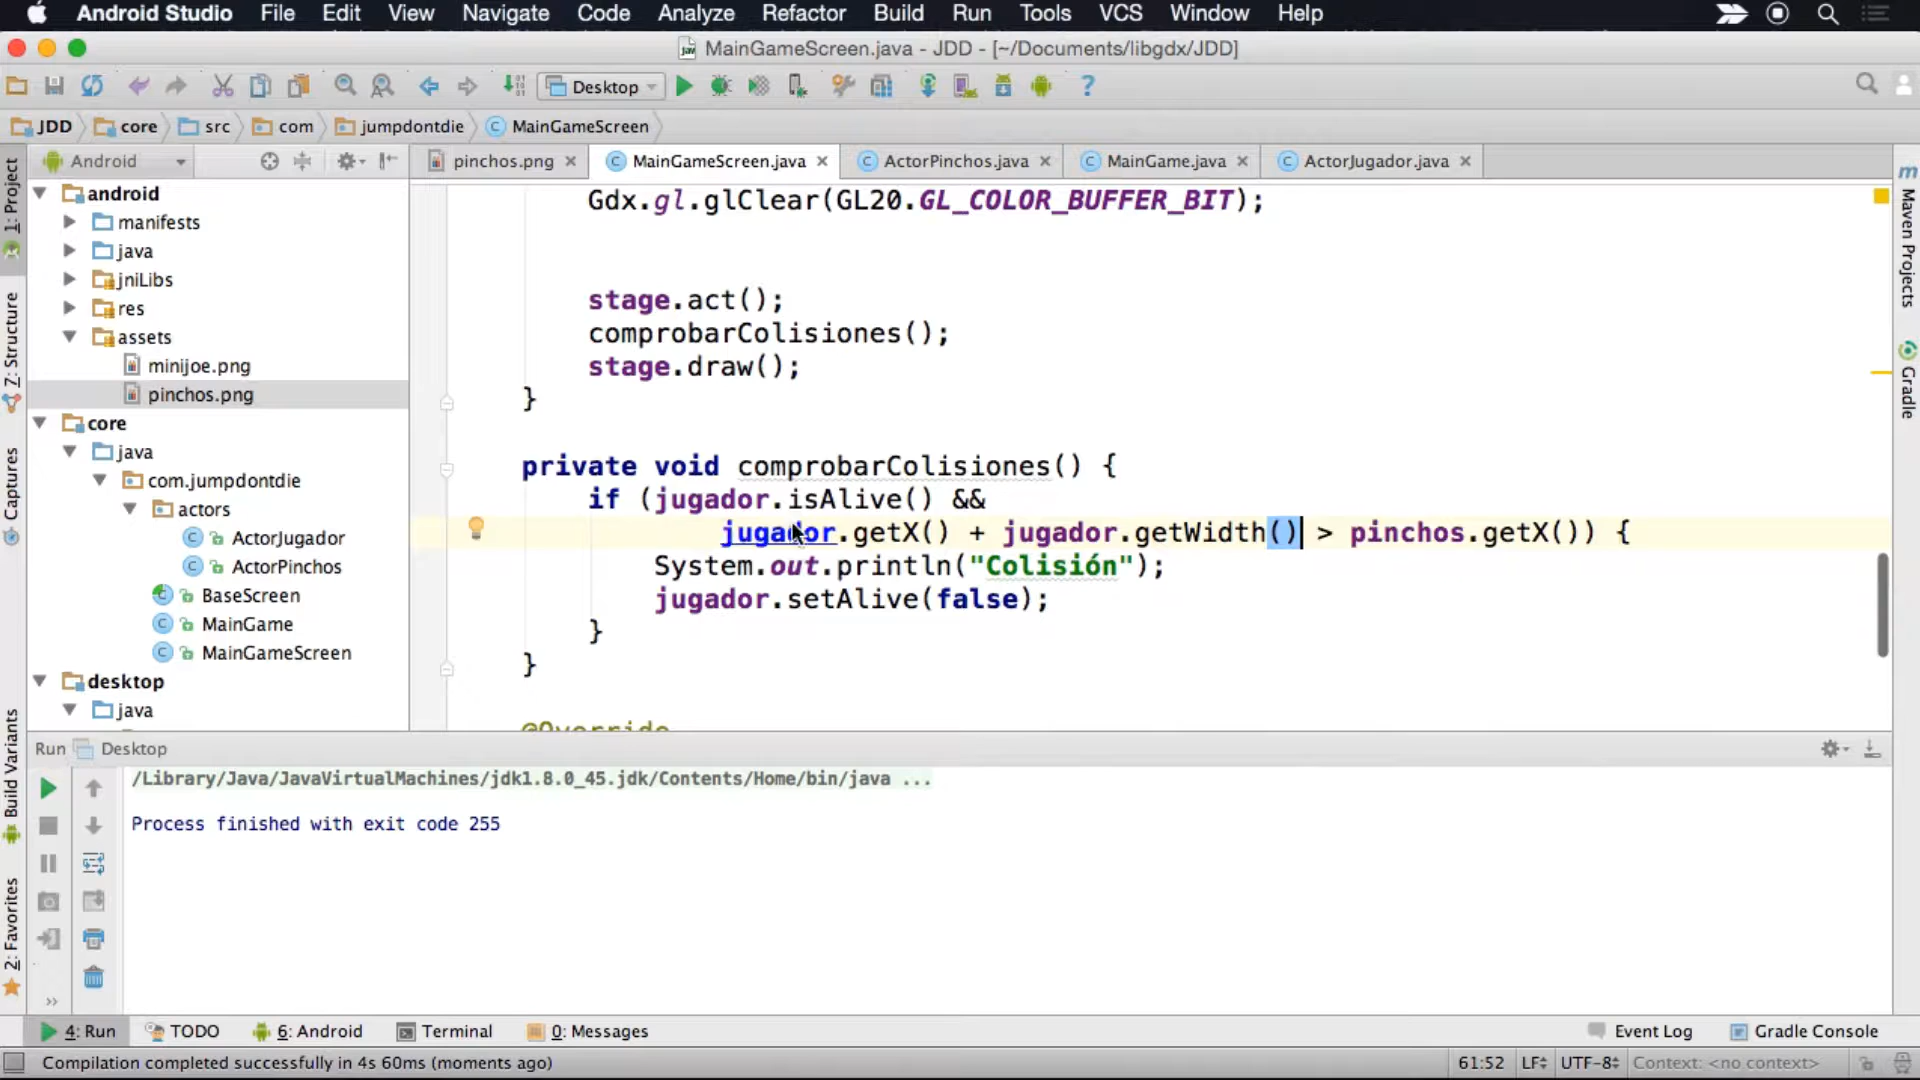 Android Studio File Edit View Navigate Code Analyze Refactor Build Run Tools VCS Window Help
MainGameScreen.java - JDD - [~/Documents/libgdx/JDD]
Desktop
JDD core src com jumpdontdie MainGameScreen
Android
pinchos.png MainGameScreen.java ActorPinchos.java MainGame.java ActorJugador.java
1: Project
7: Structure
Captures
Build Variants
2: Favorites
android
manifests
java
jniLibs
res
assets
minijoe.png
pinchos.png
core
java
com.jumpdontdie
actors
ActorJugador
ActorPinchos
BaseScreen
MainGame
MainGameScreen
desktop
java
Gdx.gl.glClear(GL20.GL_COLOR_BUFFER_BIT);
stage.act();
comprobarColisiones();
stage.draw();
}
private void comprobarColisiones() {
if (jugador.isAlive() &&
jugador.getX() + jugador.getWidth() > pinchos.getX()) {
System.out.println("Colisión");
jugador.setAlive(false);
}
}
@Override
Maven Projects
Gradle
Run Desktop
/Library/Java/JavaVirtualMachines/jdk1.8.0_45.jdk/Contents/Home/bin/java ...
Process finished with exit code 255
4: Run TODO 6: Android Terminal 0: Messages Event Log Gradle Console
Compilation completed successfully in 4s 60ms (moments ago) 61:52 LF UTF-8 Context: <no context>